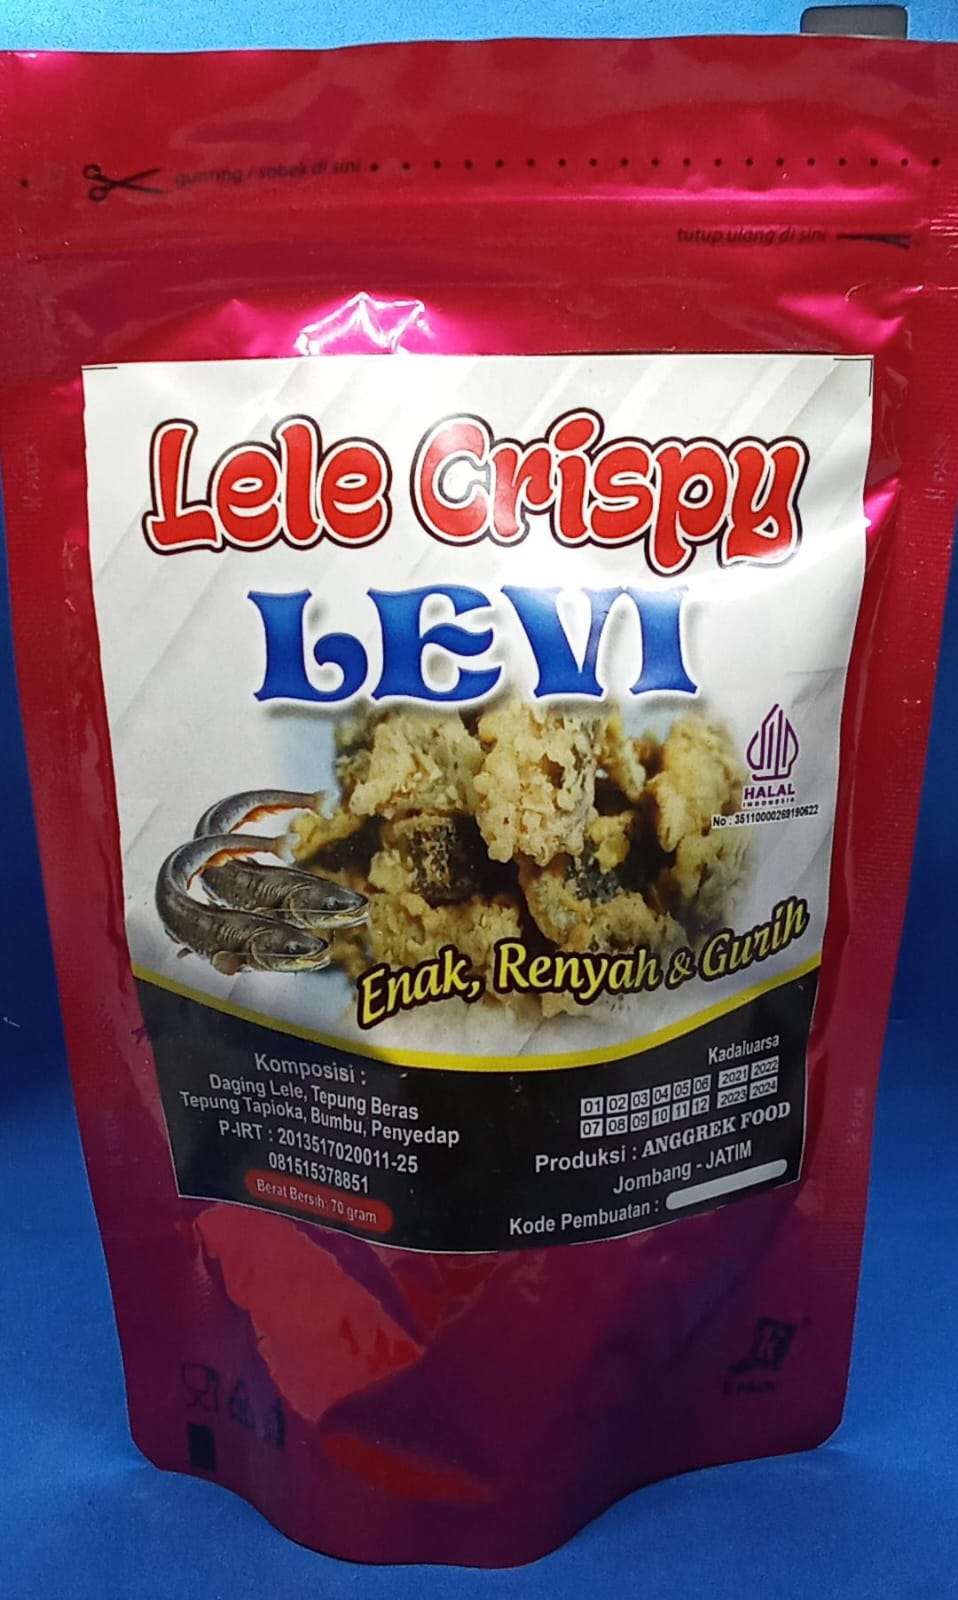 gunting / sobek di sini
tutup ulang di sini
Lele Crispy
LEVI
HALAL
INDONESIA
No : 35110000269190622
Enak, Renyah & Gurih
Komposisi :
Daging Lele, Tepung Beras
Tepung Tapioka, Bumbu, Penyedap
P-IRT : 2013517020011-25
081515378851
Berat Bersih: 70 gram
Kadaluarsa
01 02 03 04 05 06 2021 2022
07 08 09 10 11 12 2023 2024
Produksi : ANGGREK FOOD
Jombang - JATIM
Kode Pembuatan :